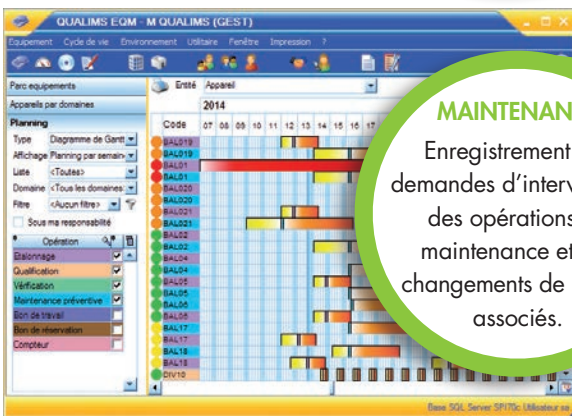 QUALIMS EQM - M QUALIMS (GEST)
Equipement Cycle de vie Environnement Utilitaire Fenêtre Impression ?
Parc equipements
Appareils par domaines
Planning
Type Diagramme de Gantt
Affichage Planning par semaine
Liste <Toutes>
Domaine <Tous les domaines>
Filtre <Aucun filtre>
Sous ma responsabilité
Opération
Etalonnage
Qualification
Vérification
Maintenance préventive
Bon de travail
Bon de réservation
Compteur
Entité Appareil
2014
Code 07 08 09 10 11 12 13 14 15 16 17
BAL019
BAL019
BAL01
BAL01
BAL020
BAL020
BAL021
BAL021
BAL02
BAL02
BAL04
BAL04
BAL05
BAL05
BAL06
BAL06
BAL17
BAL17
BAL18
BAL18
DIV10
MAINTENAN
Enregistrement
demandes d'interv
des opérations
maintenance et
changements de
associés.
Base SQL Server